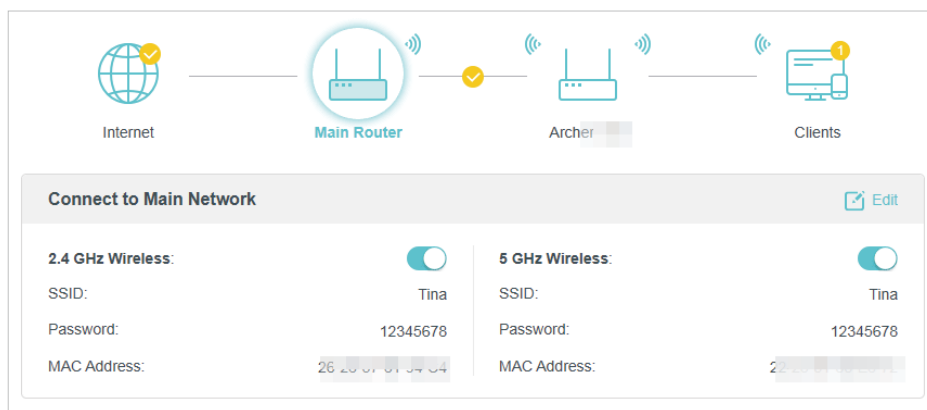 1
Internet
Main Router
Archer
Clients
Connect to Main Network
Edit
2.4 GHz Wireless:
SSID: Tina
Password: 12345678
MAC Address:
5 GHz Wireless:
SSID: Tina
Password: 12345678
MAC Address: